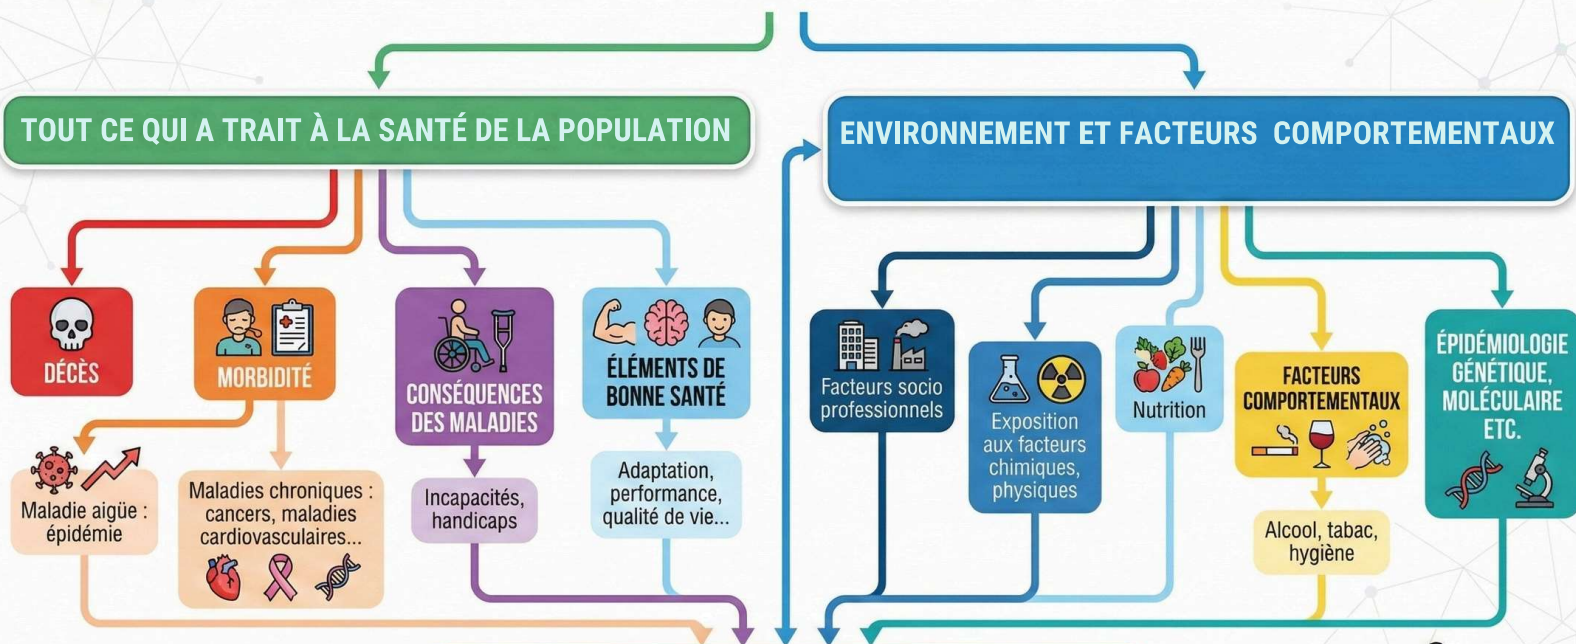 TOUT CE QUI A TRAIT À LA SANTÉ DE LA POPULATION
ENVIRONNEMENT ET FACTEURS COMPORTEMENTAUX
DÉCÈS
MORBIDITÉ
CONSÉQUENCES
DES MALADIES
ÉLÉMENTS DE
BONNE SANTÉ
Facteurs socio
professionnels
Exposition
aux facteurs
chimiques,
physiques
Nutrition
FACTEURS
COMPORTEMENTAUX
ÉPIDÉMIOLOGIE
GÉNÉTIQUE,
MOLÉCULAIRE
ETC.
Maladie aigüe :
épidémie
Maladies chroniques :
cancers, maladies
cardiovasculaires...
Incapacités,
handicaps
Adaptation,
performance,
qualité de vie...
Alcool, tabac,
hygiène